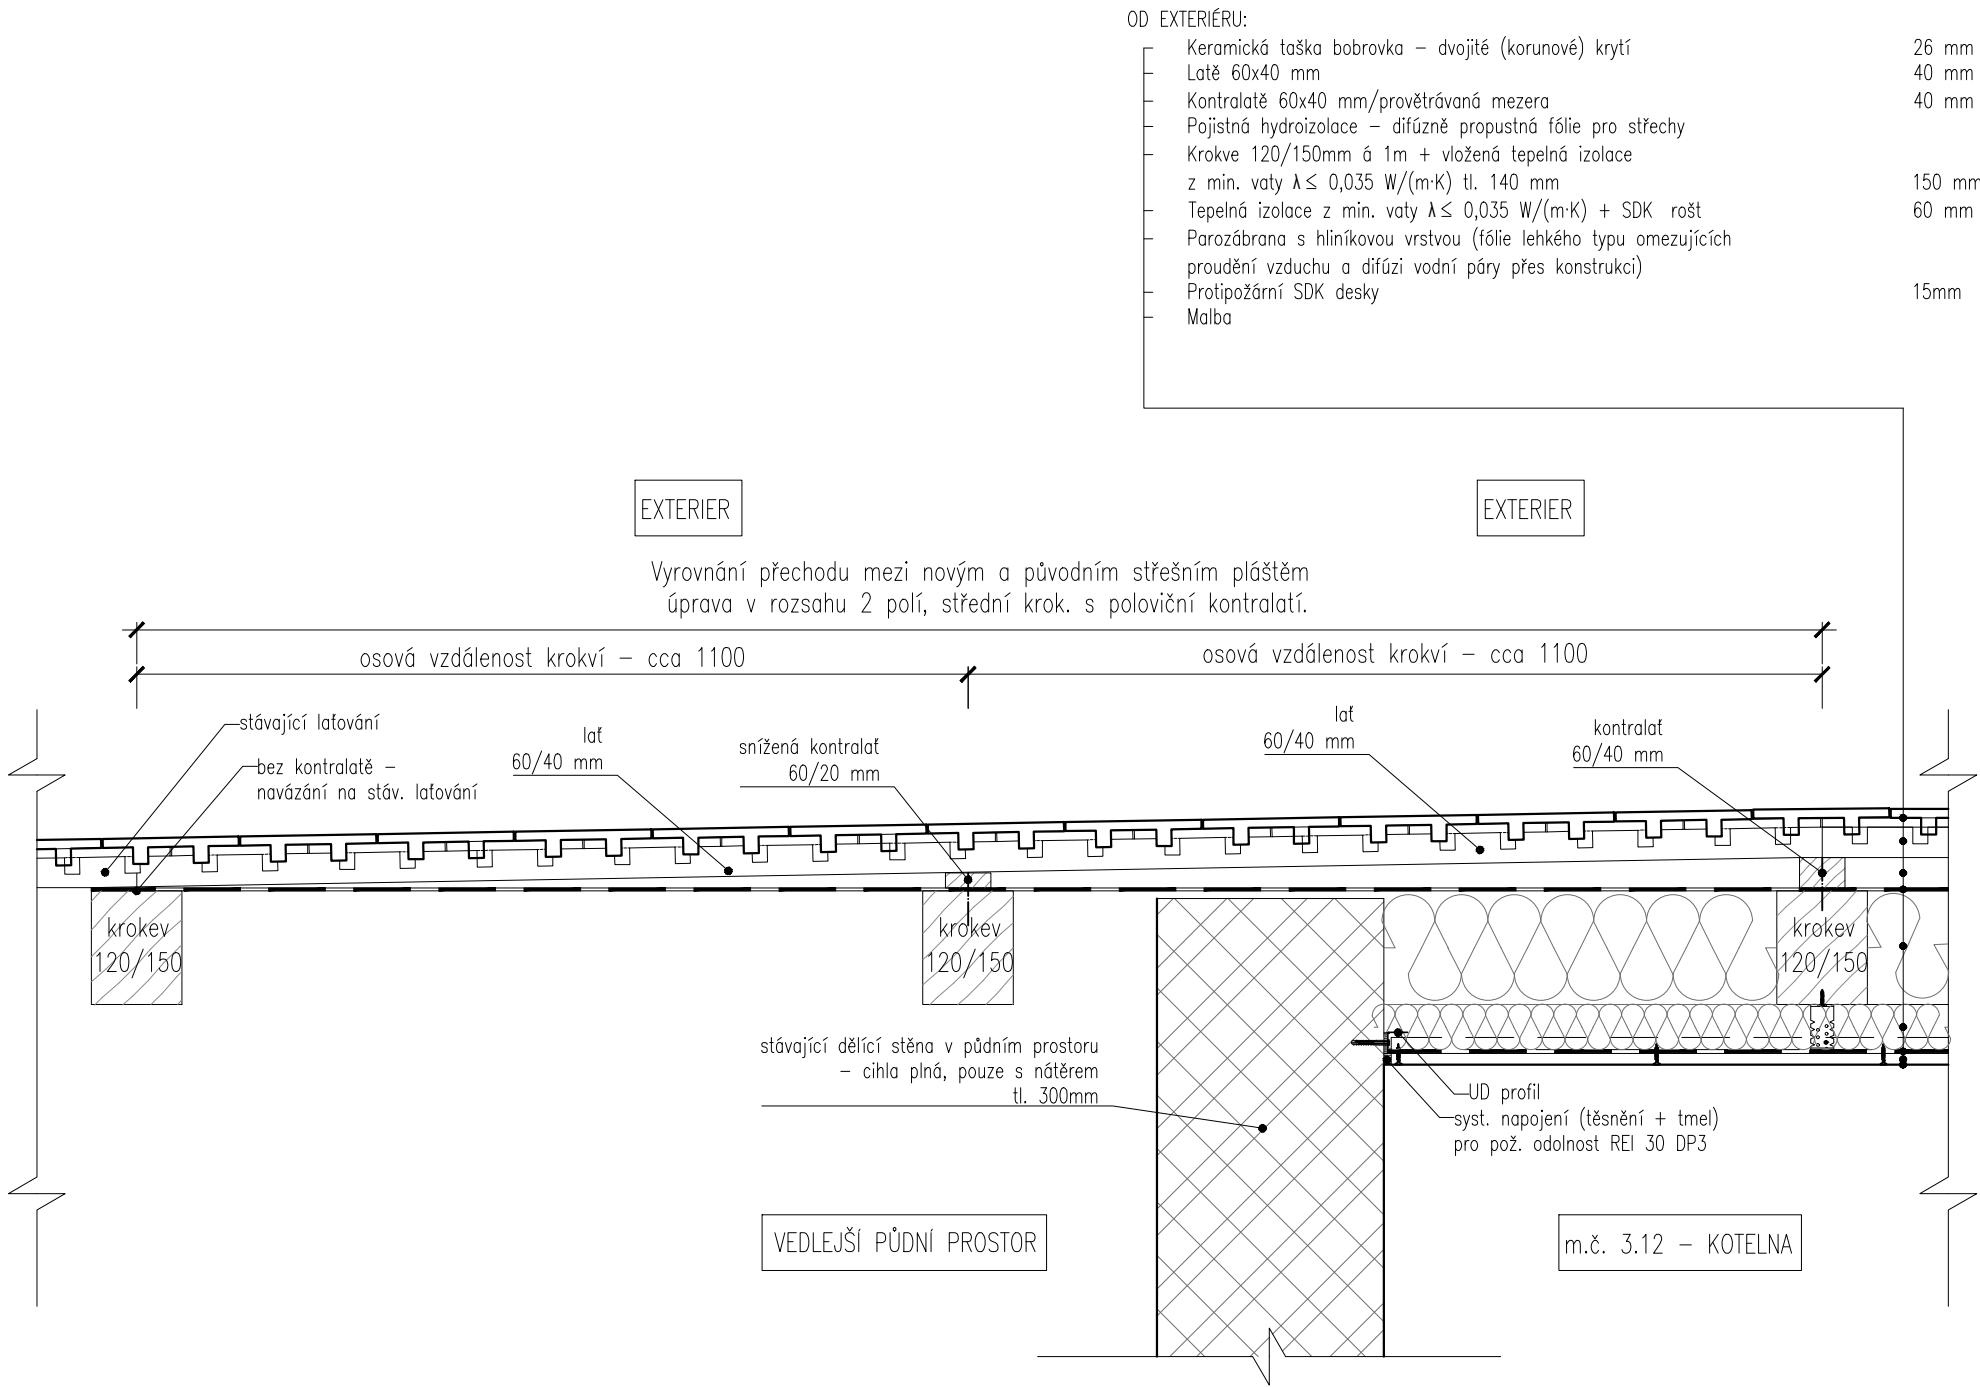 OD EXTERIÉRU:
Keramická taška bobrovka – dvojité (korunové) krytí 26 mm
Latě 60x40 mm 40 mm
Kontralatě 60x40 mm/provětrávaná mezera 40 mm
Pojistná hydroizolace – difúzně propustná fólie pro střechy
Krokve 120/150mm á 1m + vložená tepelná izolace
z min. vaty λ≤ 0,035 W/(m·K) tl. 140 mm 150 mm
Tepelná izolace z min. vaty λ≤ 0,035 W/(m·K) + SDK rošt 60 mm
Parozábrana s hliníkovou vrstvou (fólie lehkého typu omezujících
proudění vzduchu a difúzi vodní páry přes konstrukci)
Protipožární SDK desky 15mm
Malba
EXTERIER
EXTERIER
Vyrovnání přechodu mezi novým a původním střešním pláštěm
úprava v rozsahu 2 polí, střední krok. s poloviční kontralatí.
osová vzdálenost krokví – cca 1100
osová vzdálenost krokví – cca 1100
stávající laťování
bez kontralatě –
navázání na stáv. laťování
lať
60/40 mm
snížená kontralať
60/20 mm
lať
60/40 mm
kontralať
60/40 mm
krokev
120/150
krokev
120/150
krokev
120/150
stávající dělící stěna v půdním prostoru
– cihla plná, pouze s nátěrem
tl. 300mm
UD profil
syst. napojení (těsnění + tmel)
pro pož. odolnost REI 30 DP3
VEDLEJŠÍ PŮDNÍ PROSTOR
m.č. 3.12 – KOTELNA